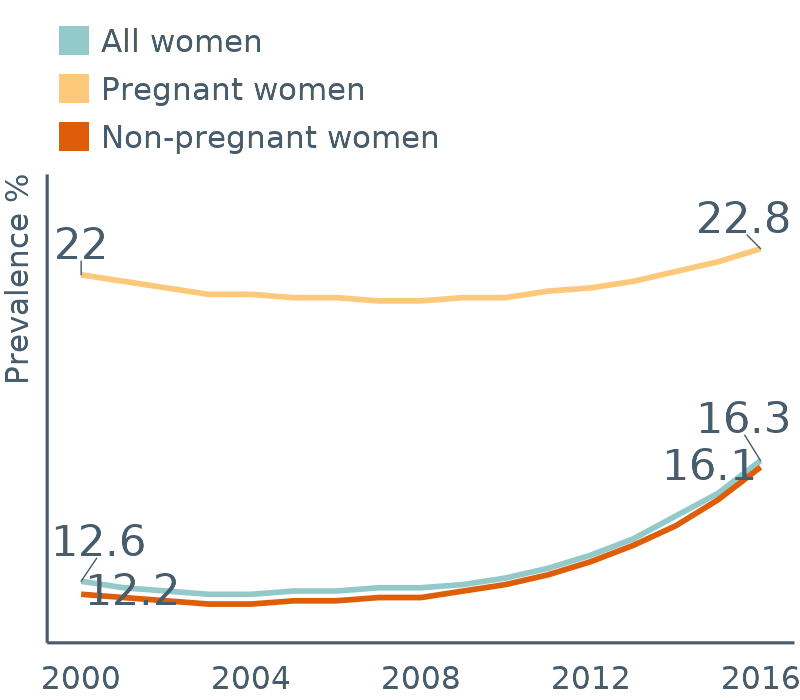 All women
Pregnant women
Non-pregnant women
Prevalence %
22
22.8
16.3
16.1
12.6
12.2
2000 2004 2008 2012 2016